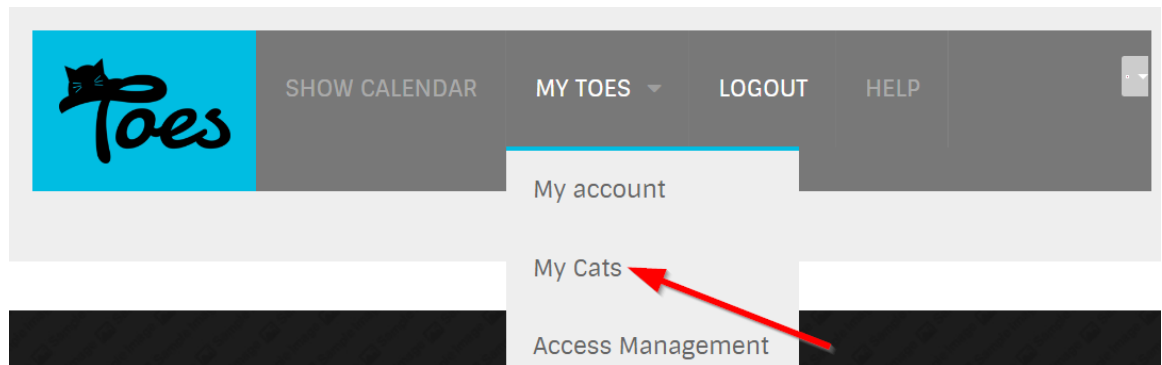 Toes
SHOW CALENDAR
MY TOES
LOGOUT
HELP
My account
My Cats
Access Management